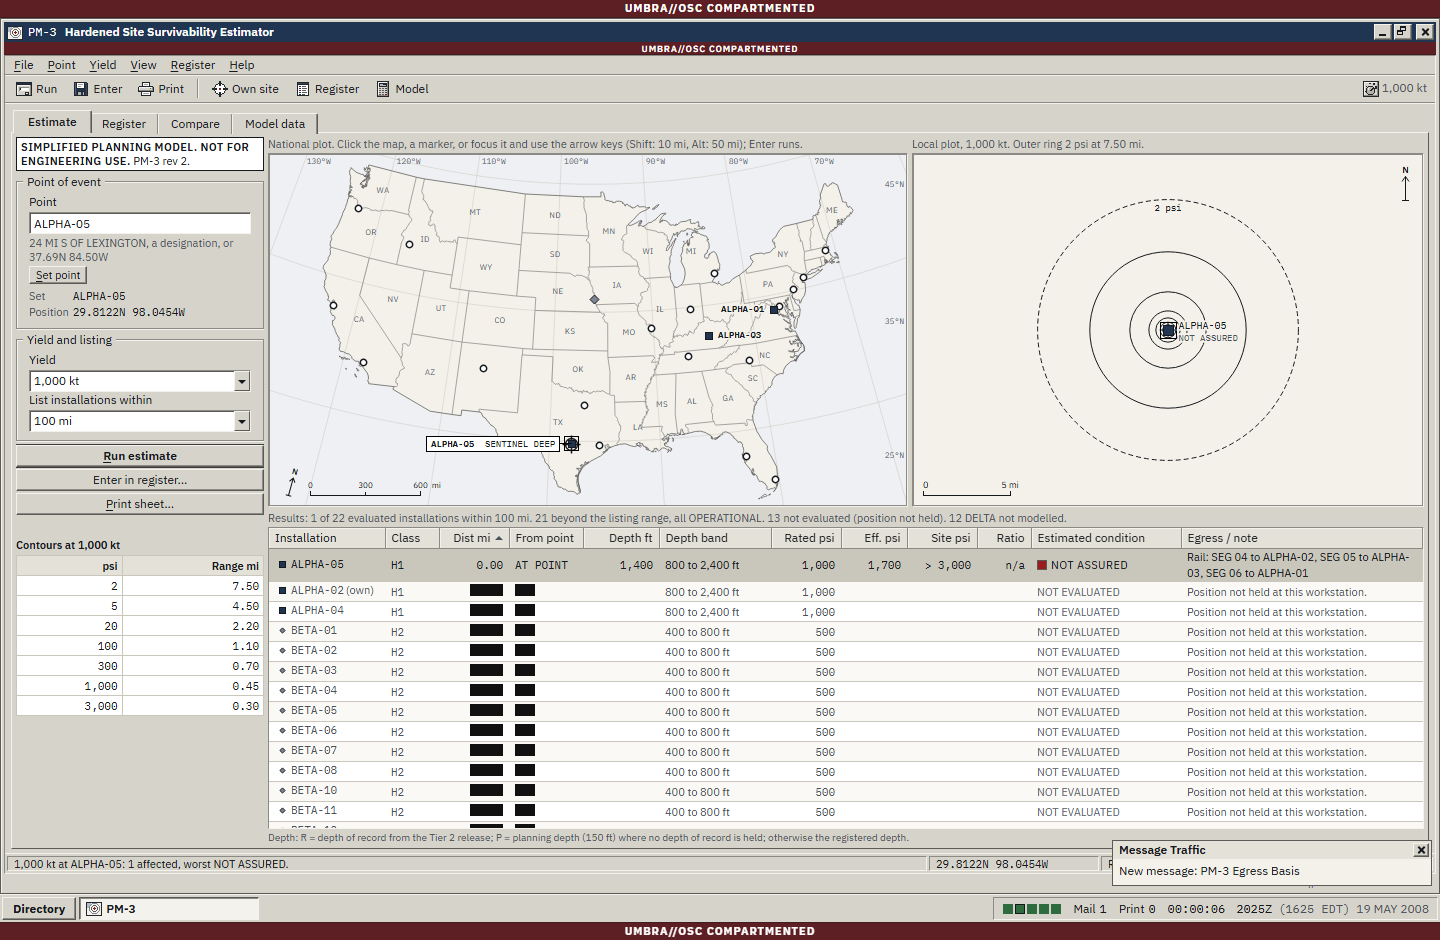 UMBRA//OSC COMPARTMENTED
PM-3 Hardened Site Survivability Estimator
UMBRA//OSC COMPARTMENTED
File Point Yield View Register Help
Run Enter Print Own site Register Model 1,000 kt
Estimate Register Compare Model data
SIMPLIFIED PLANNING MODEL. NOT FOR
ENGINEERING USE. PM-3 rev 2.
Point of event
Point
ALPHA-05
24 MI S OF LEXINGTON, a designation, or
37.69N 84.50W
Set point
Set ALPHA-05
Position 29.8122N 98.0454W
Yield and listing
Yield
1,000 kt
List installations within
100 mi
Run estimate
Enter in register...
Print sheet...
Contours at 1,000 kt
psi Range mi
2 7.50
5 4.50
20 2.20
100 1.10
300 0.70
1,000 0.45
3,000 0.30
National plot. Click the map, a marker, or focus it and use the arrow keys (Shift: 10 mi, Alt: 50 mi); Enter runs.
130°W 120°W 110°W 100°W 90°W 80°W 70°W
45°N
35°N
25°N
WA
MT
ND
MN
ME
OR
ID
SD
WI
MI
NY
WY
IA
PA
NE
NV
UT
CO
IL
CA
KS
MO
AZ
OK
AR
NC
SC
MS
AL
GA
TX
LA
ALPHA-01
ALPHA-03
ALPHA-05 SENTINEL DEEP
N
0 300 600 mi
Local plot, 1,000 kt. Outer ring 2 psi at 7.50 mi.
N
2 psi
ALPHA-05
NOT ASSURED
0 5 mi
Results: 1 of 22 evaluated installations within 100 mi. 21 beyond the listing range, all OPERATIONAL. 13 not evaluated (position not held). 12 DELTA not modelled.
Installation Class Dist mi From point Depth ft Depth band Rated psi Eff. psi Site psi Ratio Estimated condition Egress / note
ALPHA-05 H1 0.00 AT POINT 1,400 800 to 2,400 ft 1,000 1,700 > 3,000 n/a NOT ASSURED Rail: SEG 04 to ALPHA-02, SEG 05 to ALPHA-
03, SEG 06 to ALPHA-01
ALPHA-02 (own) H1 800 to 2,400 ft 1,000 NOT EVALUATED Position not held at this workstation.
ALPHA-04 H1 800 to 2,400 ft 1,000 NOT EVALUATED Position not held at this workstation.
BETA-01 H2 400 to 800 ft 500 NOT EVALUATED Position not held at this workstation.
BETA-02 H2 400 to 800 ft 500 NOT EVALUATED Position not held at this workstation.
BETA-03 H2 400 to 800 ft 500 NOT EVALUATED Position not held at this workstation.
BETA-04 H2 400 to 800 ft 500 NOT EVALUATED Position not held at this workstation.
BETA-05 H2 400 to 800 ft 500 NOT EVALUATED Position not held at this workstation.
BETA-06 H2 400 to 800 ft 500 NOT EVALUATED Position not held at this workstation.
BETA-07 H2 400 to 800 ft 500 NOT EVALUATED Position not held at this workstation.
BETA-08 H2 400 to 800 ft 500 NOT EVALUATED Position not held at this workstation.
BETA-10 H2 400 to 800 ft 500 NOT EVALUATED Position not held at this workstation.
BETA-11 H2 400 to 800 ft 500 NOT EVALUATED Position not held at this workstation.
Depth: R = depth of record from the Tier 2 release; P = planning depth (150 ft) where no depth of record is held; otherwise the registered depth.
1,000 kt at ALPHA-05: 1 affected, worst NOT ASSURED. 29.8122N 98.0454W
Message Traffic
New message: PM-3 Egress Basis
Directory PM-3 Mail 1 Print 0 00:00:06 2025Z (1625 EDT) 19 MAY 2008
UMBRA//OSC COMPARTMENTED